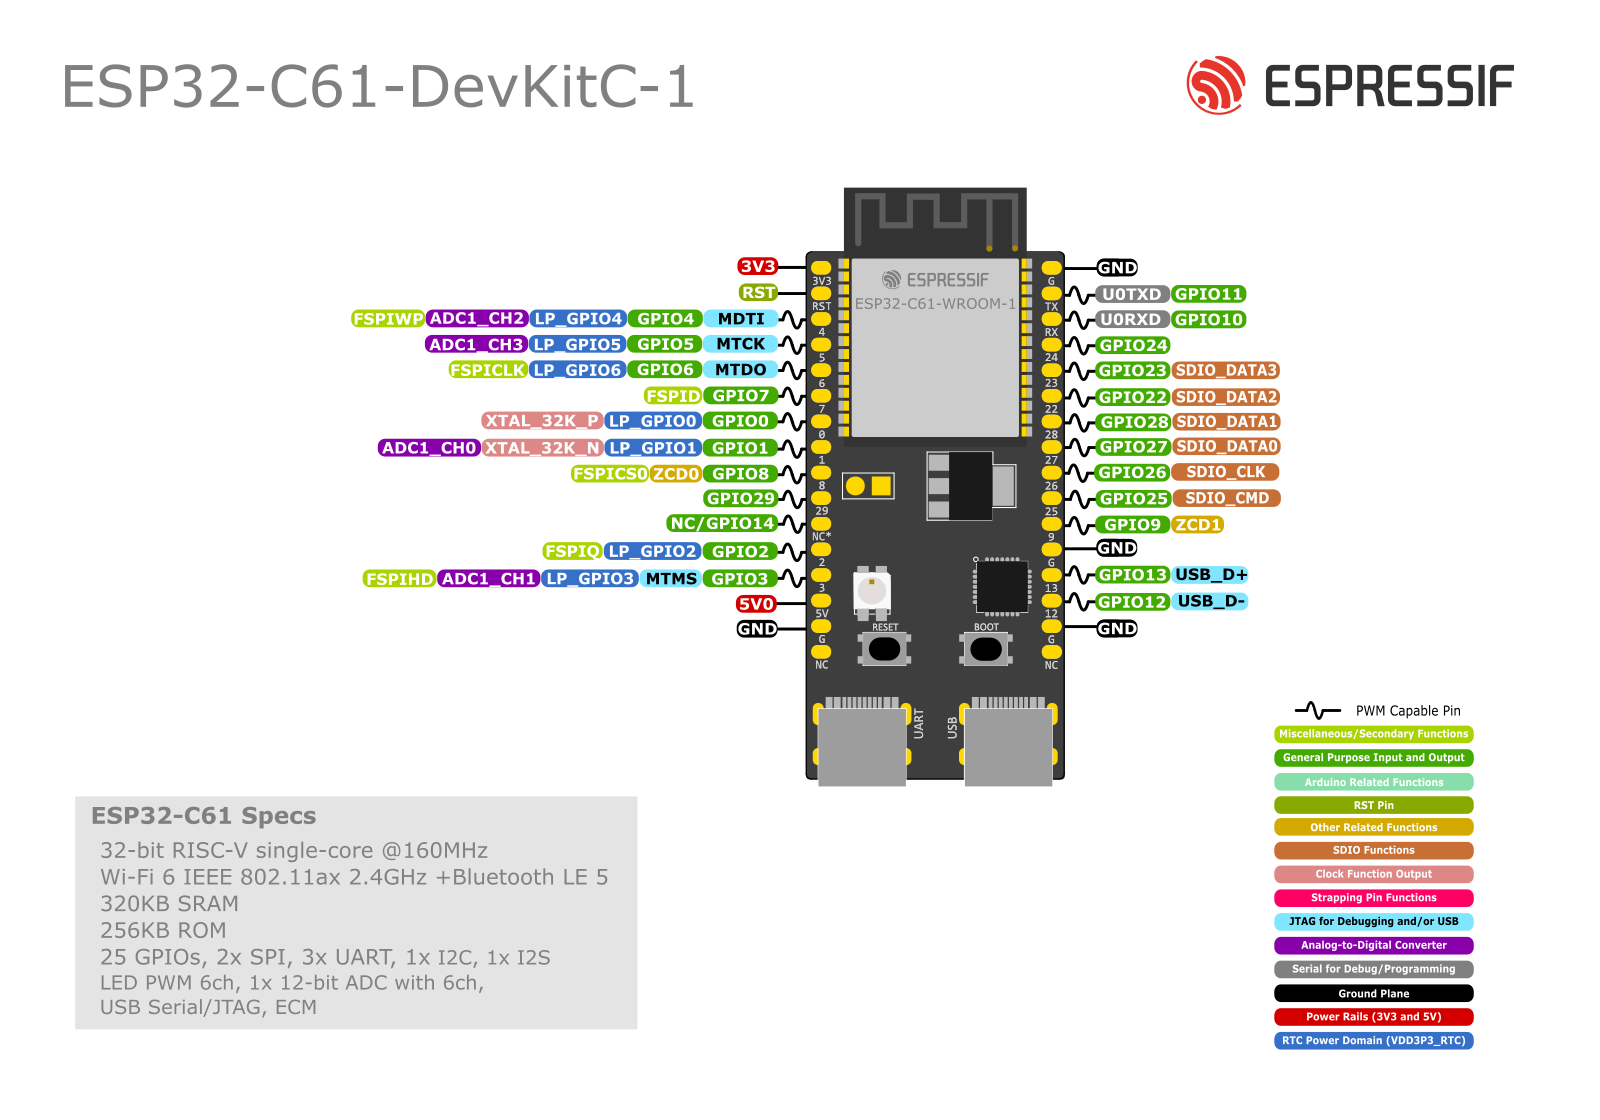 ESP32-C61-DevKitC-1
ESPRESSIF
ESPRESSIF
ESP32-C61-WROOM-1
3V3
RST
FSPIWP ADC1_CH2 LP_GPIO4 GPIO4 MDTI
ADC1_CH3 LP_GPIO5 GPIO5 MTCK
FSPICLK LP_GPIO6 GPIO6 MTDO
FSPID GPIO7
XTAL_32K_P LP_GPIO0 GPIO0
ADC1_CH0 XTAL_32K_N LP_GPIO1 GPIO1
FSPICS0 ZCD0 GPIO8
GPIO29
NC/GPIO14
FSPIQ LP_GPIO2 GPIO2
FSPIHD ADC1_CH1 LP_GPIO3 MTMS GPIO3
5V0
GND
3V3
RST
4
5
6
7
0
1
8
29
NC*
2
3
5V
G
NC
G
TX
RX
24
23
22
28
27
26
25
9
G
13
12
G
NC
RESET
BOOT
UART
USB
GND
U0TXD GPIO11
U0RXD GPIO10
GPIO24
GPIO23 SDIO_DATA3
GPIO22 SDIO_DATA2
GPIO28 SDIO_DATA1
GPIO27 SDIO_DATA0
GPIO26 SDIO_CLK
GPIO25 SDIO_CMD
GPIO9 ZCD1
GND
GPIO13 USB_D+
GPIO12 USB_D-
GND
ESP32-C61 Specs
32-bit RISC-V single-core @160MHz
Wi-Fi 6 IEEE 802.11ax 2.4GHz +Bluetooth LE 5
320KB SRAM
256KB ROM
25 GPIOs, 2x SPI, 3x UART, 1x I2C, 1x I2S
LED PWM 6ch, 1x 12-bit ADC with 6ch,
USB Serial/JTAG, ECM
PWM Capable Pin
Miscellaneous/Secondary Functions
General Purpose Input and Output
Arduino Related Functions
RST Pin
Other Related Functions
SDIO Functions
Clock Function Output
Strapping Pin Functions
JTAG for Debugging and/or USB
Analog-to-Digital Converter
Serial for Debug/Programming
Ground Plane
Power Rails (3V3 and 5V)
RTC Power Domain (VDD3P3_RTC)